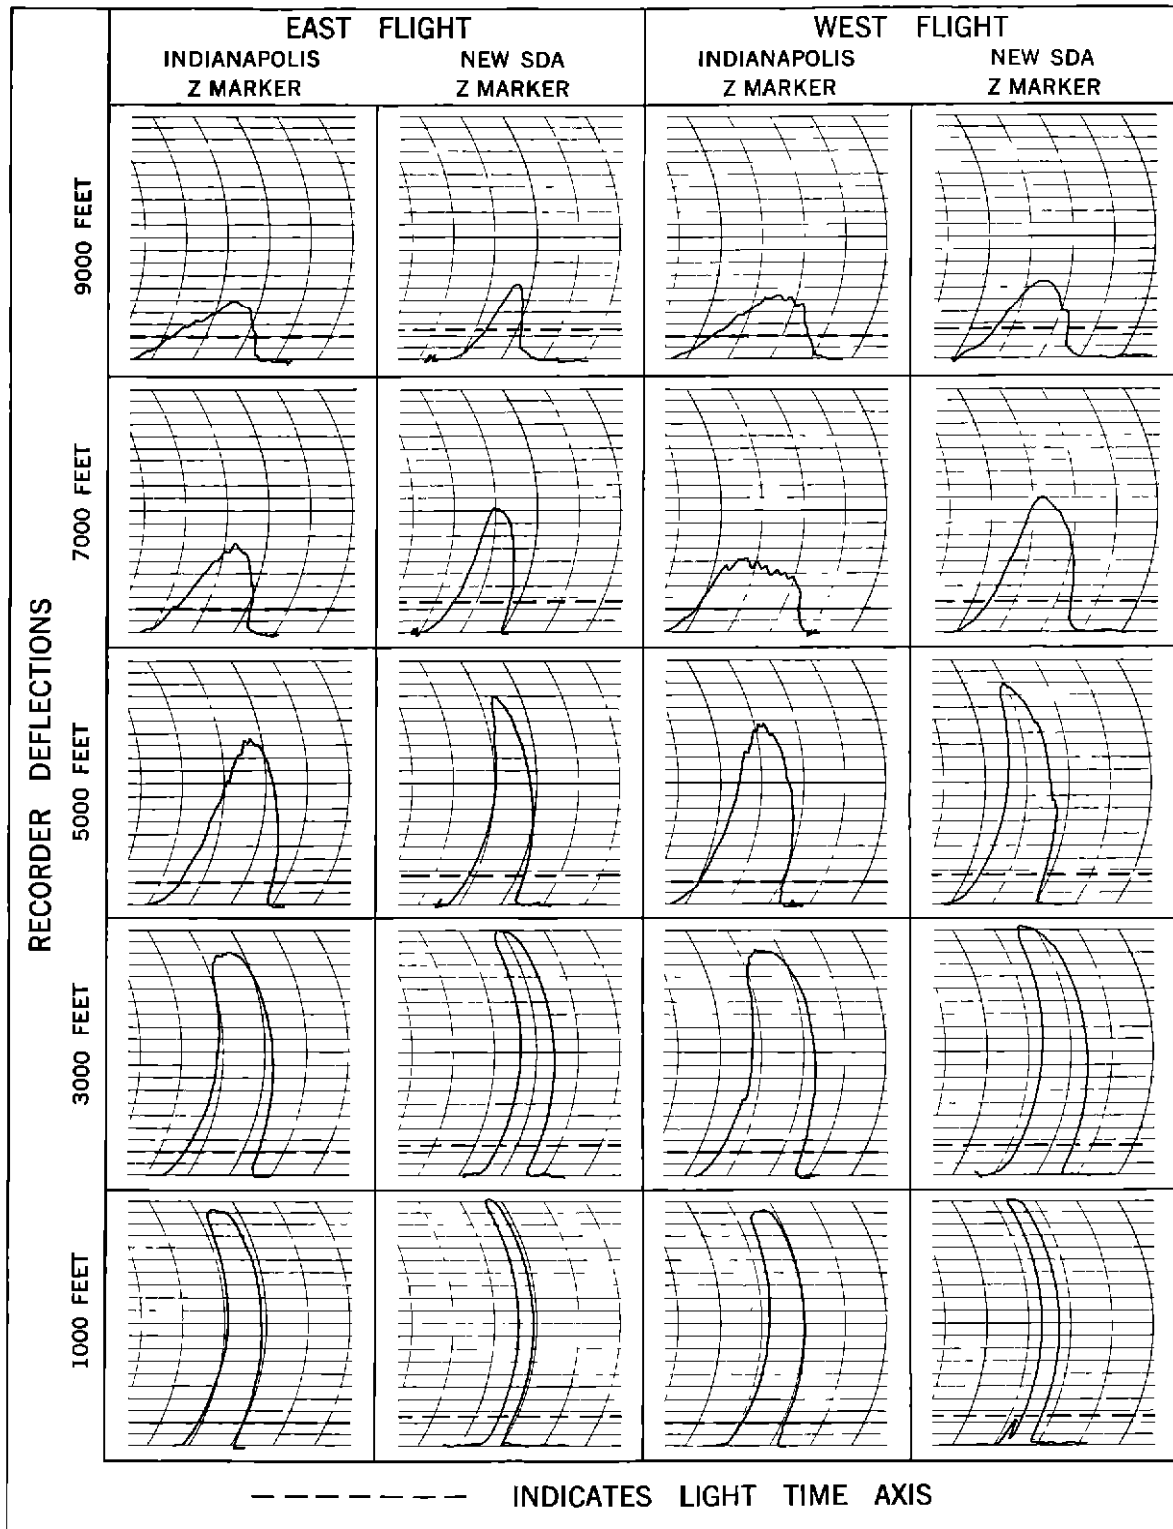 EAST FLIGHT
WEST FLIGHT
INDIANAPOLIS
Z MARKER
NEW SDA
Z MARKER
INDIANAPOLIS
Z MARKER
NEW SDA
Z MARKER
RECORDER DEFLECTIONS
9000 FEET
7000 FEET
5000 FEET
3000 FEET
1000 FEET
INDICATES LIGHT TIME AXIS